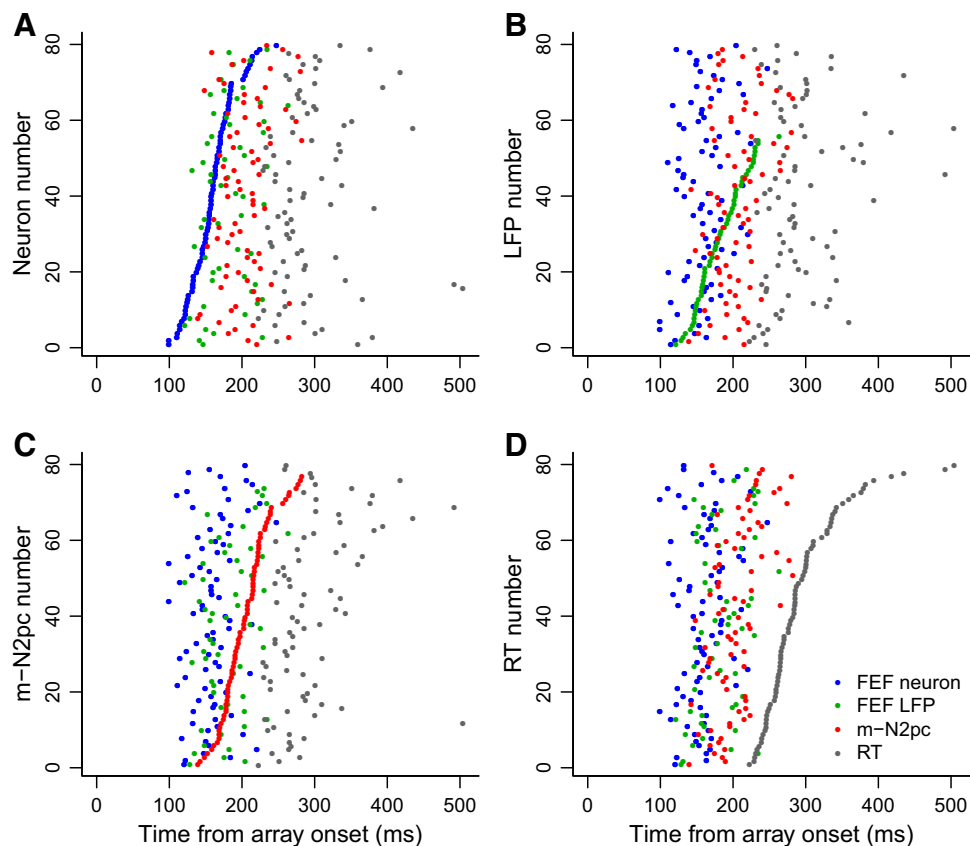 A
B
80
60
40
20
0
Neuron number
0 100 200 300 400 500
80
60
40
20
0
LFP number
0 100 200 300 400 500
C
D
80
60
40
20
0
m−N2pc number
0 100 200 300 400 500
Time from array onset (ms)
80
60
40
20
0
RT number
FEF neuron
FEF LFP
m−N2pc
RT
0 100 200 300 400 500
Time from array onset (ms)